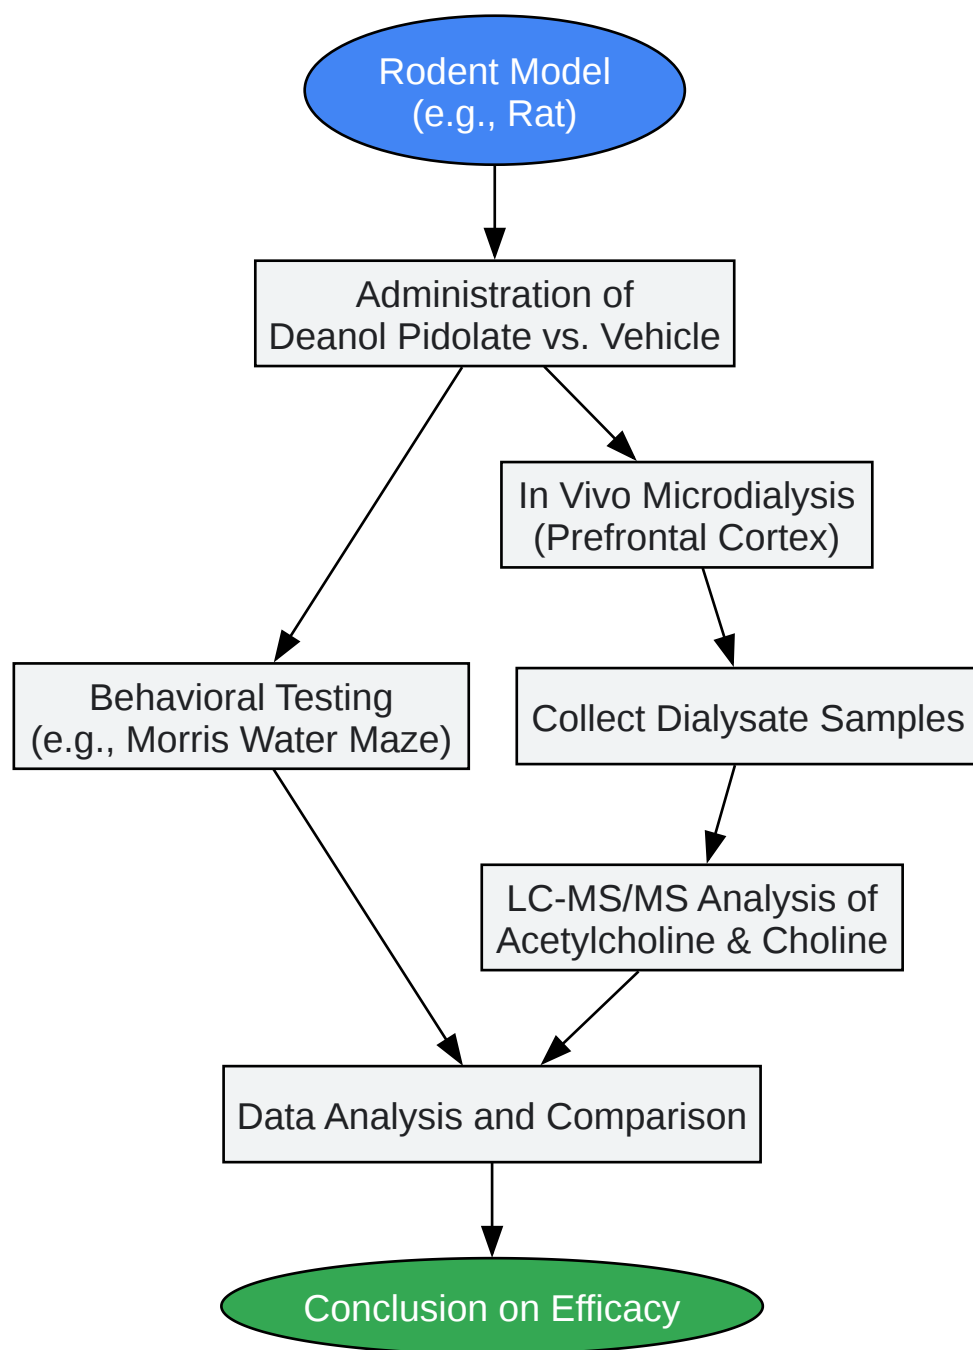 Rodent Model
(e.g., Rat)
Administration of
Deanol Pidolate vs. Vehicle
In Vivo Microdialysis
(Prefrontal Cortex)
Behavioral Testing
(e.g., Morris Water Maze)
Collect Dialysate Samples
LC-MS/MS Analysis of
Acetylcholine & Choline
Data Analysis and Comparison
Conclusion on Efficacy